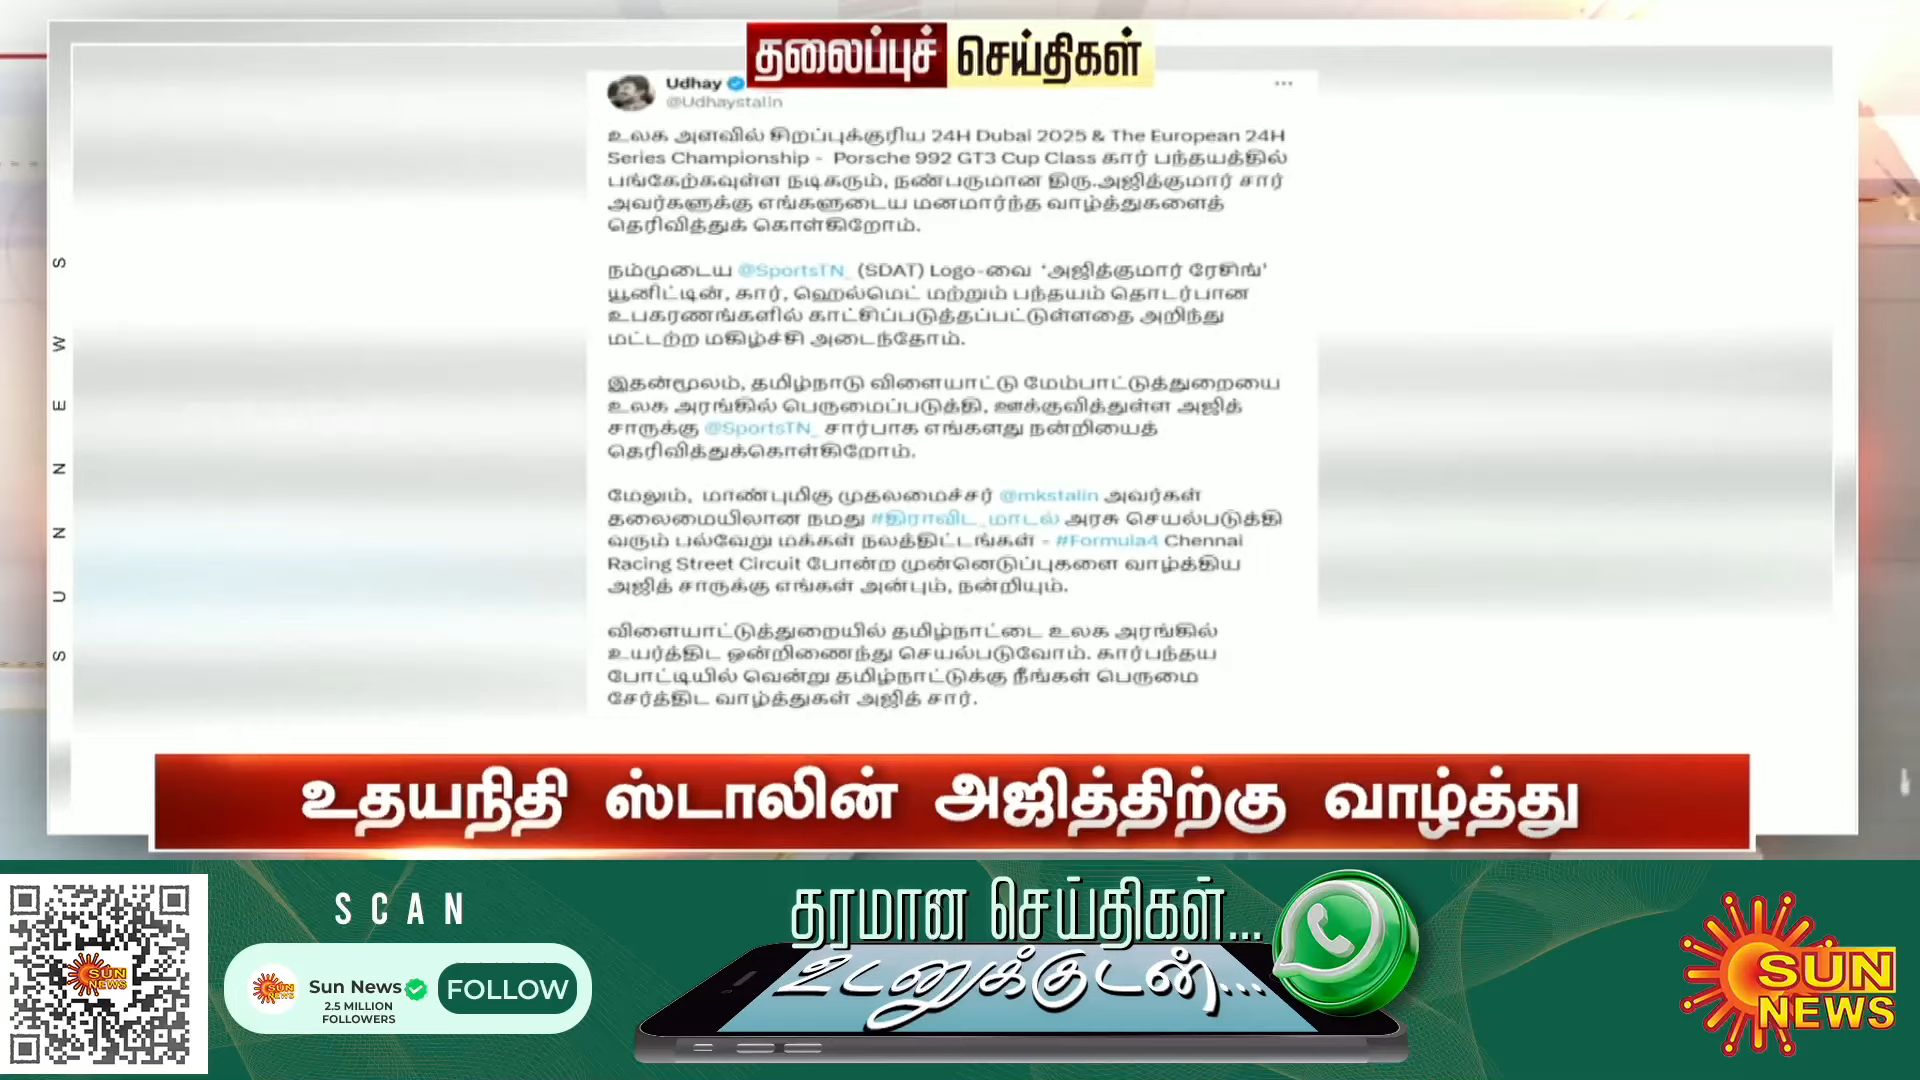 தலைப்புச் செய்திகள்
Udhay
@Udhaystalin
உலக அளவில் சிறப்புக்குரிய 24H Dubai 2025 & The European 24H
Series Championship - Porsche 992 GT3 Cup Class கார் பந்தயத்தில்
பங்கேற்கவுள்ள நடிகரும், நண்பருமான திரு.அஜித்குமார் சார்
அவர்களுக்கு எங்களுடைய மனமார்ந்த வாழ்த்துகளைத்
தெரிவித்துக் கொள்கிறோம்.
நம்முடைய @SportsTN_ (SDAT) Logo-வை ‘அஜித்குமார் ரேசிங்’
யூனிட்டின், கார், ஹெல்மெட் மற்றும் பந்தயம் தொடர்பான
உபகரணங்களில் காட்சிப்படுத்தப்பட்டுள்ளதை அறிந்து
மட்டற்ற மகிழ்ச்சி அடைந்தோம்.
இதன்மூலம், தமிழ்நாடு விளையாட்டு மேம்பாட்டுத்துறையை
உலக அரங்கில் பெருமைப்படுத்தி, ஊக்குவித்துள்ள அஜித்
சாருக்கு @SportsTN_ சார்பாக எங்களது நன்றியைத்
தெரிவித்துக்கொள்கிறோம்.
மேலும், மாண்புமிகு முதலமைச்சர் @mkstalin அவர்கள்
தலைமையிலான நமது #திராவிட_மாடல் அரசு செயல்படுத்தி
வரும் பல்வேறு மக்கள் நலத்திட்டங்கள் - #Formula4 Chennai
Racing Street Circuit போன்ற முன்னெடுப்புகளை வாழ்த்திய
அஜித் சாருக்கு எங்கள் அன்பும், நன்றியும்.
விளையாட்டுத்துறையில் தமிழ்நாட்டை உலக அரங்கில்
உயர்த்திட ஒன்றிணைந்து செயல்படுவோம். கார்பந்தய
போட்டியில் வென்று தமிழ்நாட்டுக்கு நீங்கள் பெருமை
சேர்த்திட வாழ்த்துகள் அஜித் சார்.
SUN NEWS
உதயநிதி ஸ்டாலின் அஜித்திற்கு வாழ்த்து
SUN
NEWS
SCAN
SUN
NEWS
Sun News
2.5 MILLION
FOLLOWERS
FOLLOW
தரமான செய்திகள்...
உடனுக்குடன்...
SUN
NEWS